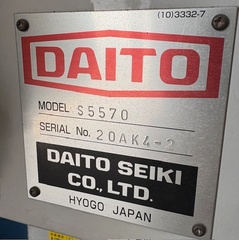 (10)3332-7
DAITO
MODEL S5570
SERIAL No. 20AK4-2
DAITO SEIKI
CO., LTD.
HYOGO JAPAN